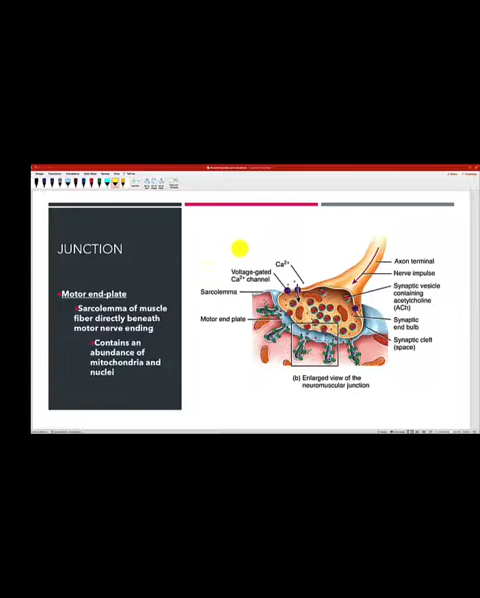 JUNCTION
Motor end-plate
Sarcolemma of muscle
fiber directly beneath
motor nerve ending
Contains an
abundance of
mitochondria and
nuclei
Ca2+
Voltage-gated
Ca2+ channel
Sarcolemma
Motor end plate
Axon terminal
Nerve impulse
Synaptic vesicle
containing
acetylcholine
(ACh)
Synaptic
end bulb
Synaptic cleft
(space)
(b) Enlarged view of the
neuromuscular junction